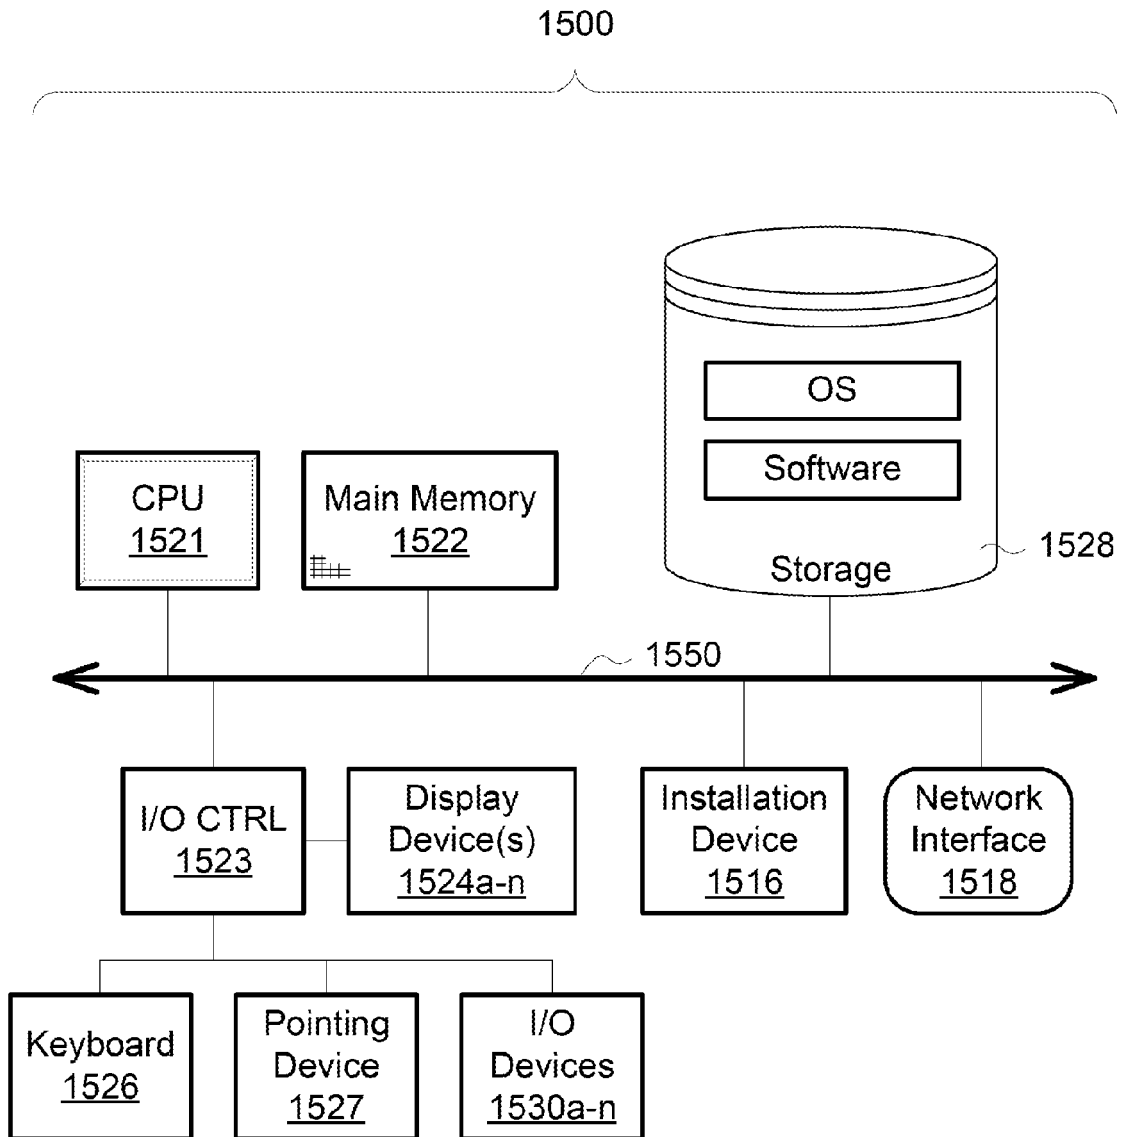 1500
OS
Software
Storage
1528
CPU
1521
Main Memory
1522
1550
I/O CTRL
1523
Display
Device(s)
1524a-n
Installation
Device
1516
Network
Interface
1518
Keyboard
1526
Pointing
Device
1527
I/O
Devices
1530a-n